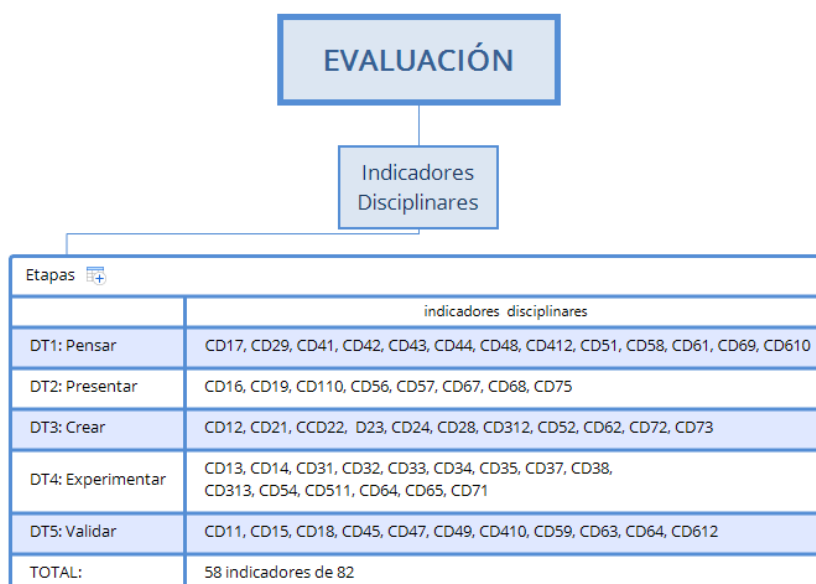 EVALUACIÓN
Indicadores
Disciplinares
Etapas
indicadores disciplinares
DT1: Pensar CD17, CD29, CD41, CD42, CD43, CD44, CD48, CD412, CD51, CD58, CD61, CD69, CD610
DT2: Presentar CD16, CD19, CD110, CD56, CD57, CD67, CD68, CD75
DT3: Crear CD12, CD21, CCD22, D23, CD24, CD28, CD312, CD52, CD62, CD72, CD73
DT4: Experimentar CD13, CD14, CD31, CD32, CD33, CD34, CD35, CD37, CD38,
CD313, CD54, CD511, CD64, CD65, CD71
DT5: Validar CD11, CD15, CD18, CD45, CD47, CD49, CD410, CD59, CD63, CD64, CD612
TOTAL: 58 indicadores de 82